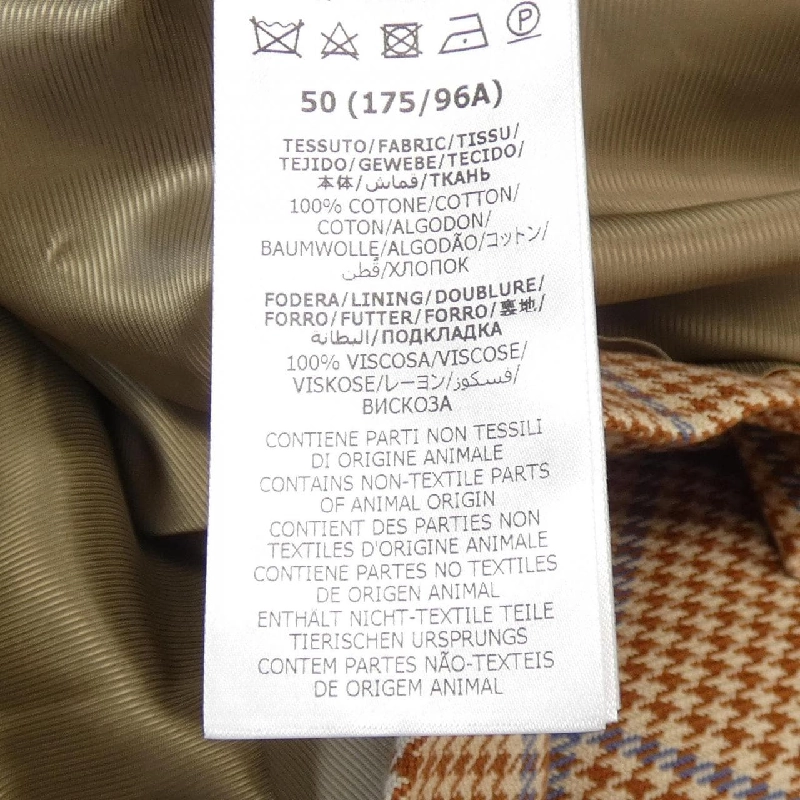 50 (175/96A)
TESSUTO/FABRIC/TISSU/
TEJIDO/GEWEBE/TECIDO/
本体/قماش/ТКАНЬ
100% COTONE/COTTON/
COTON/ALGODON/
BAUMWOLLE/ALGODÃO/コットン/
قُطن/ХЛОПОК
FODERA/LINING/DOUBLURE/
FORRO/FUTTER/FORRO/裏地/
البطانة/ПОДКЛАДКА
100% VISCOSA/VISCOSE/
VISKOSE/レーヨン/فسكوز/
ВИСКОЗА
CONTIENE PARTI NON TESSILI
DI ORIGINE ANIMALE
CONTAINS NON-TEXTILE PARTS
OF ANIMAL ORIGIN
CONTIENT DES PARTIES NON
TEXTILES D'ORIGINE ANIMALE
CONTIENE PARTES NO TEXTILES
DE ORIGEN ANIMAL
ENTHÄLT NICHT-TEXTILE TEILE
TIERISCHEN URSPRUNGS
CONTEM PARTES NÃO-TEXTEIS
DE ORIGEM ANIMAL